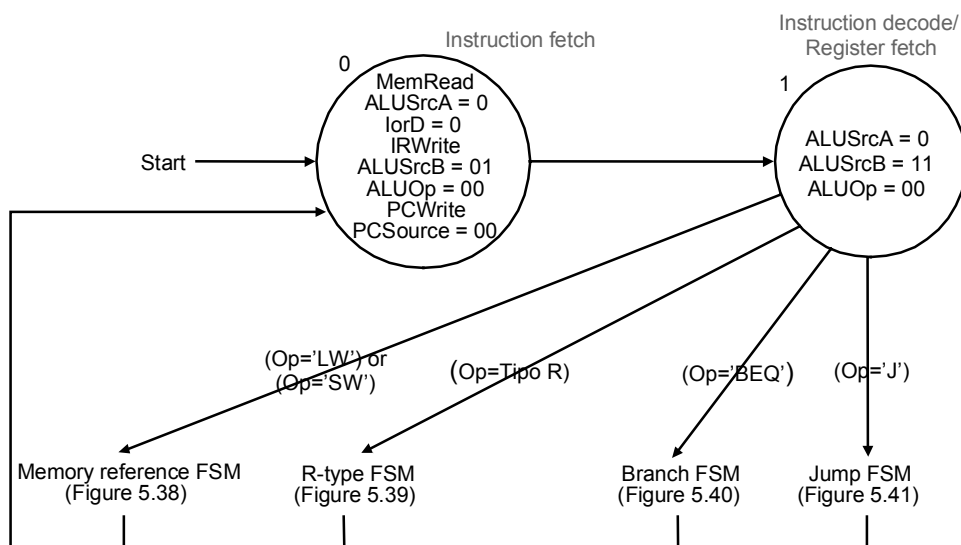 Instruction decode/
Register fetch
Instruction fetch
0
1
MemRead
ALUSrcA = 0
IorD = 0
IRWrite
ALUSrcB = 01
ALUOp = 00
PCWrite
PCSource = 00
ALUSrcA = 0
ALUSrcB = 11
ALUOp = 00
Start
(Op='LW') or
(Op='SW')
(Op=Tipo R)
(Op='BEQ')
(Op='J')
Memory reference FSM
(Figure 5.38)
R-type FSM
(Figure 5.39)
Branch FSM
(Figure 5.40)
Jump FSM
(Figure 5.41)